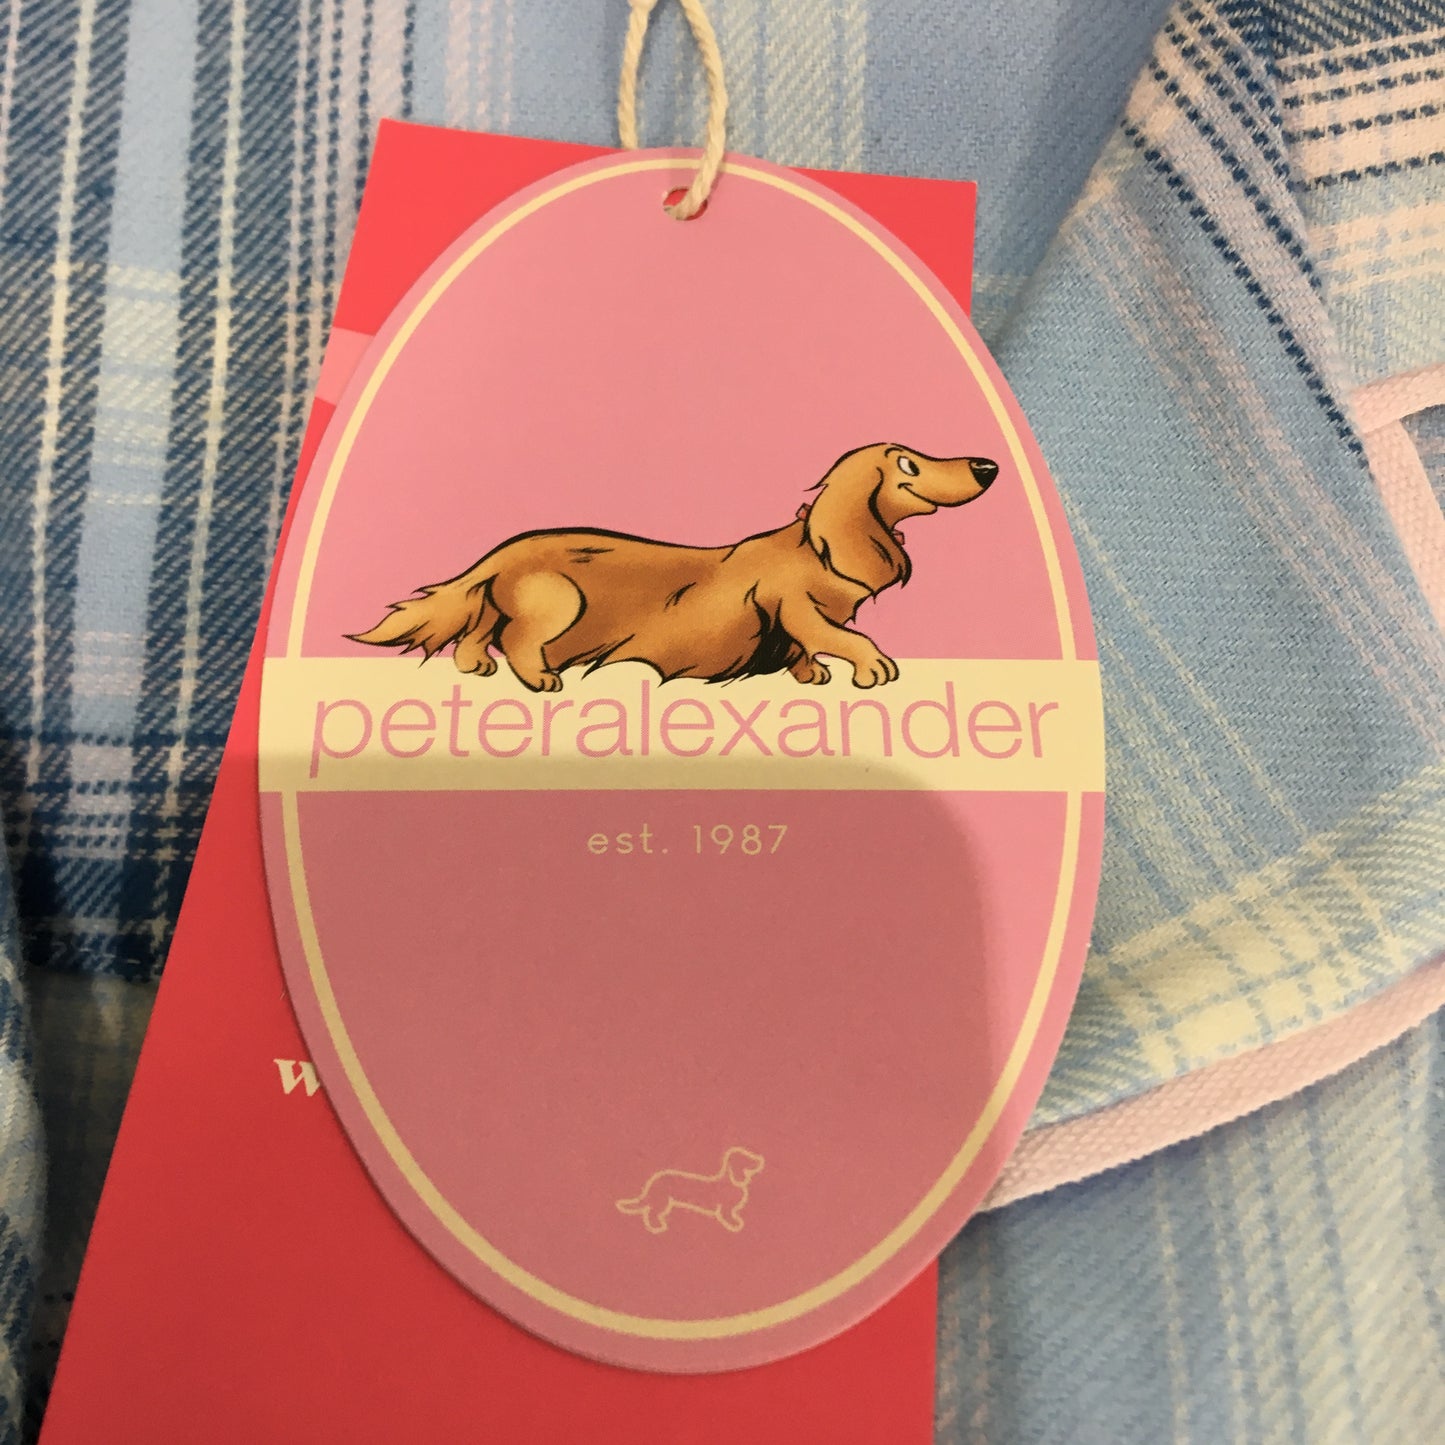 peteralexander
est. 1987
w